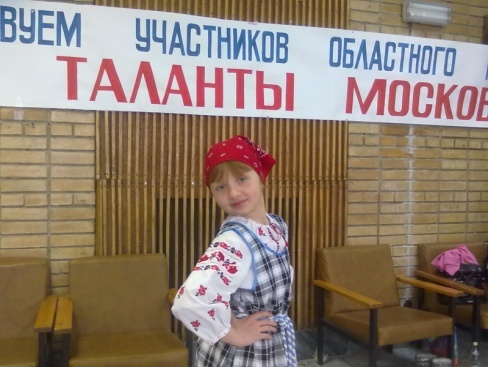 ВУЕМ УЧАСТНИКОВ ОБЛАСТНОГО
ТАЛАНТЫ МОСКОВ